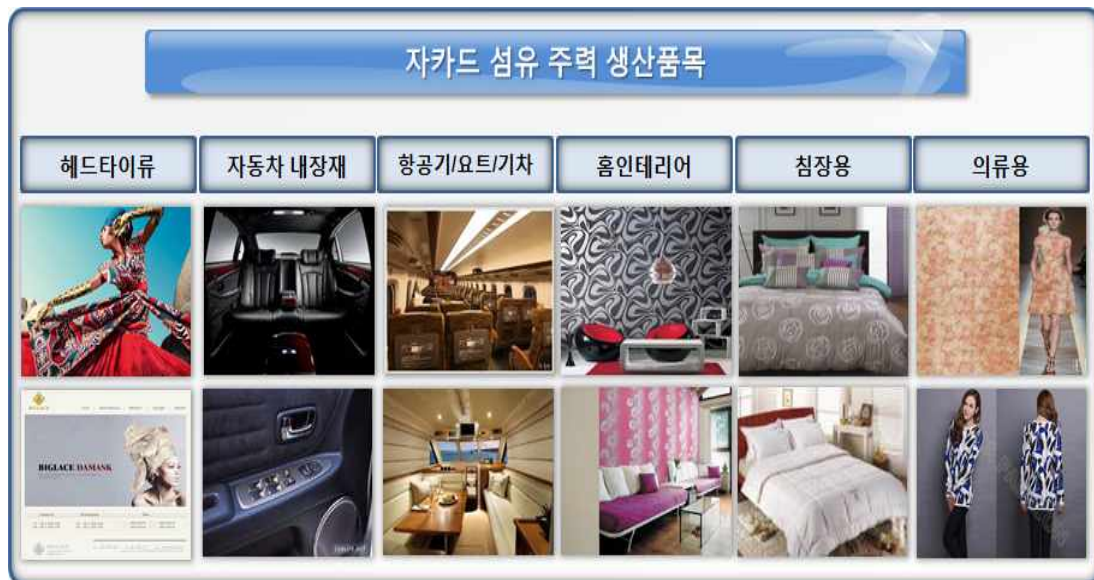 자카드 섬유 주력 생산품목
헤드타이류
자동차 내장재
항공기/요트/기차
홈인테리어
침장용
의류용
BIGLACE DAMANK